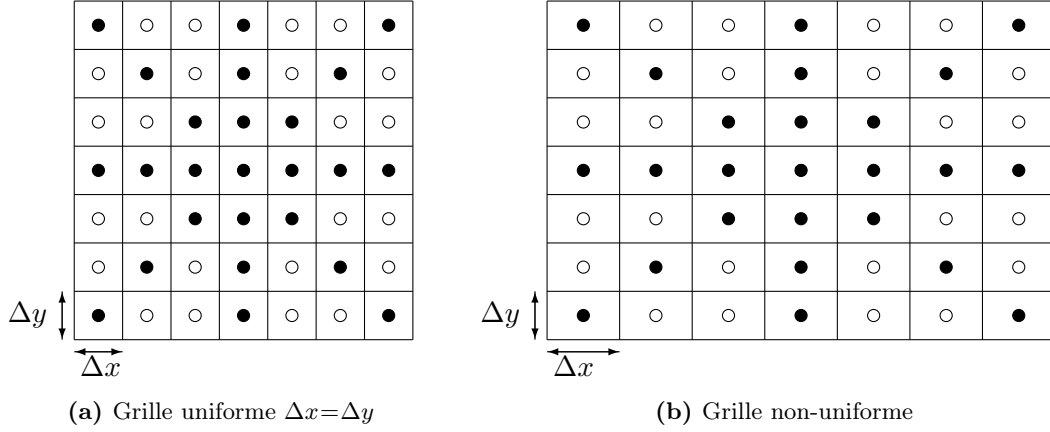 Δy
Δx
(a) Grille uniforme Δx=Δy
Δy
Δx
(b) Grille non-uniforme